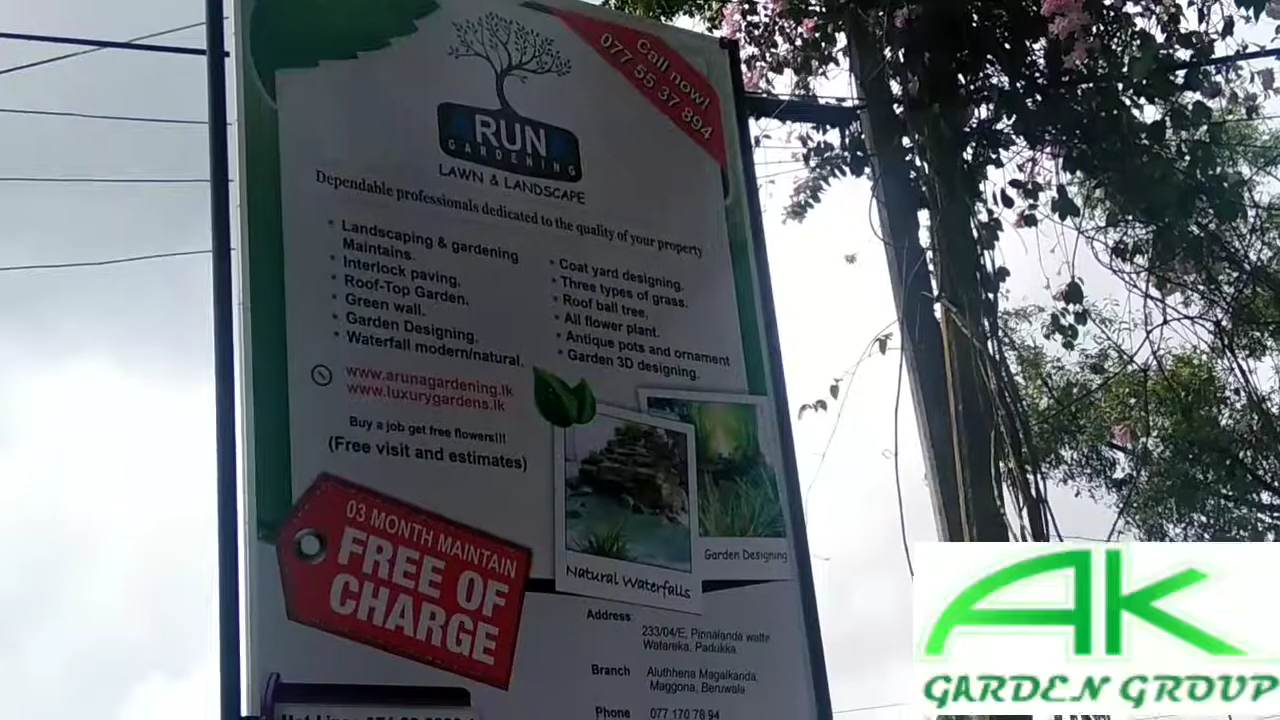 Call now!
077 55 37 894
RUN
GARDENING
LAWN & LANDSCAPE
Dependable professionals dedicated to the quality of your property
• Landscaping & gardening
Maintains.
• Interlock paving.
• Roof-Top Garden.
• Green wall.
• Garden Designing.
• Waterfall modern/natural.
• Coat yard designing.
• Three types of grass.
• Roof ball tree.
• All flower plant.
• Antique pots and ornament
• Garden 3D designing.
www.arunagardening.lk
www.luxurygardens.lk
Buy a job get free flowers!!!
(Free visit and estimates)
03 MONTH MAINTAIN
FREE OF
CHARGE
Natural Waterfalls
Garden Designing
Address
233/04/E, Pinnalanda watte
Watareka, Padukka.
Branch
Aluthhena Magalkanda,
Maggona, Beruwala
Phone
077 170 78 94
AK
GARDEN GROUP